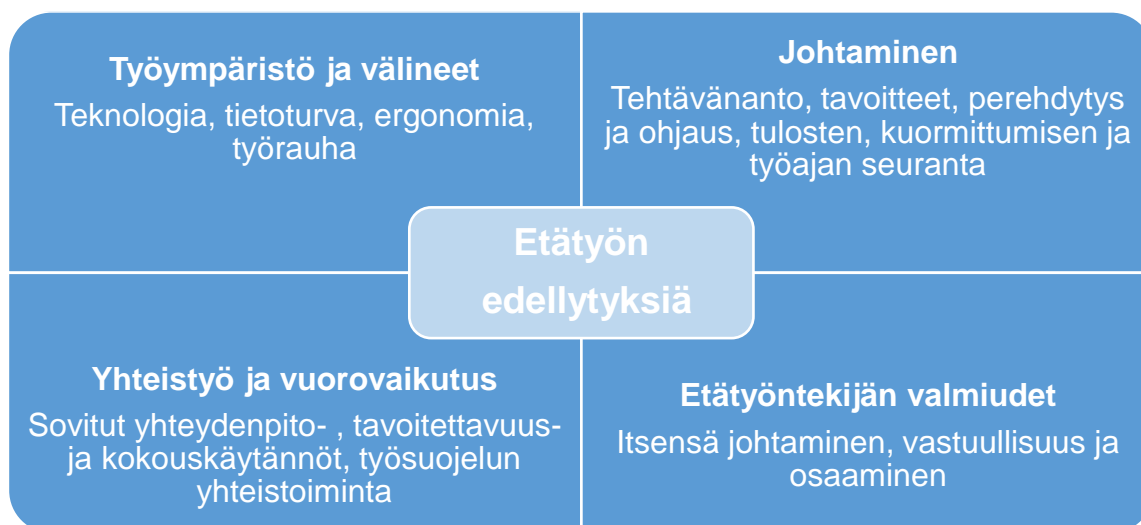 Työympäristö ja välineet
Teknologia, tietoturva, ergonomia,
työrauha
Johtaminen
Tehtävänanto, tavoitteet, perehdytys
ja ohjaus, tulosten, kuormittumisen ja
työajan seuranta
Etätyön
edellytyksiä
Yhteistyö ja vuorovaikutus
Sovitut yhteydenpito- , tavoitettavuus-
ja kokouskäytännöt, työsuojelun
yhteistoiminta
Etätyöntekijän valmiudet
Itsensä johtaminen, vastuullisuus ja
osaaminen